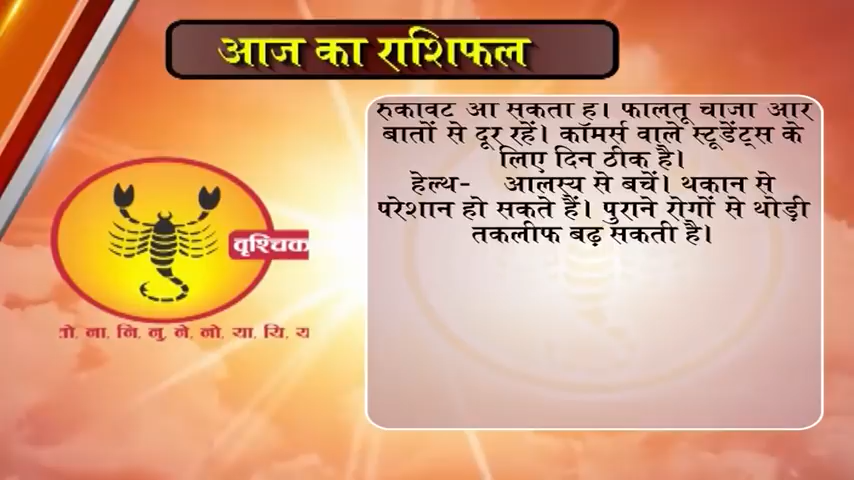 आज का राशिफल
रुकावट आ सकती है। फालतू चीजों और
बातों से दूर रहें। कॉमर्स वाले स्टूडेंट्स के
लिए दिन ठीक है।
हेल्थ- आलस्य से बचें। थकान से
परेशान हो सकते हैं। पुराने रोगों से थोड़ी
तकलीफ बढ़ सकती है।
वृश्चिक
ना, नि, नु, ने, नो, या, यि,